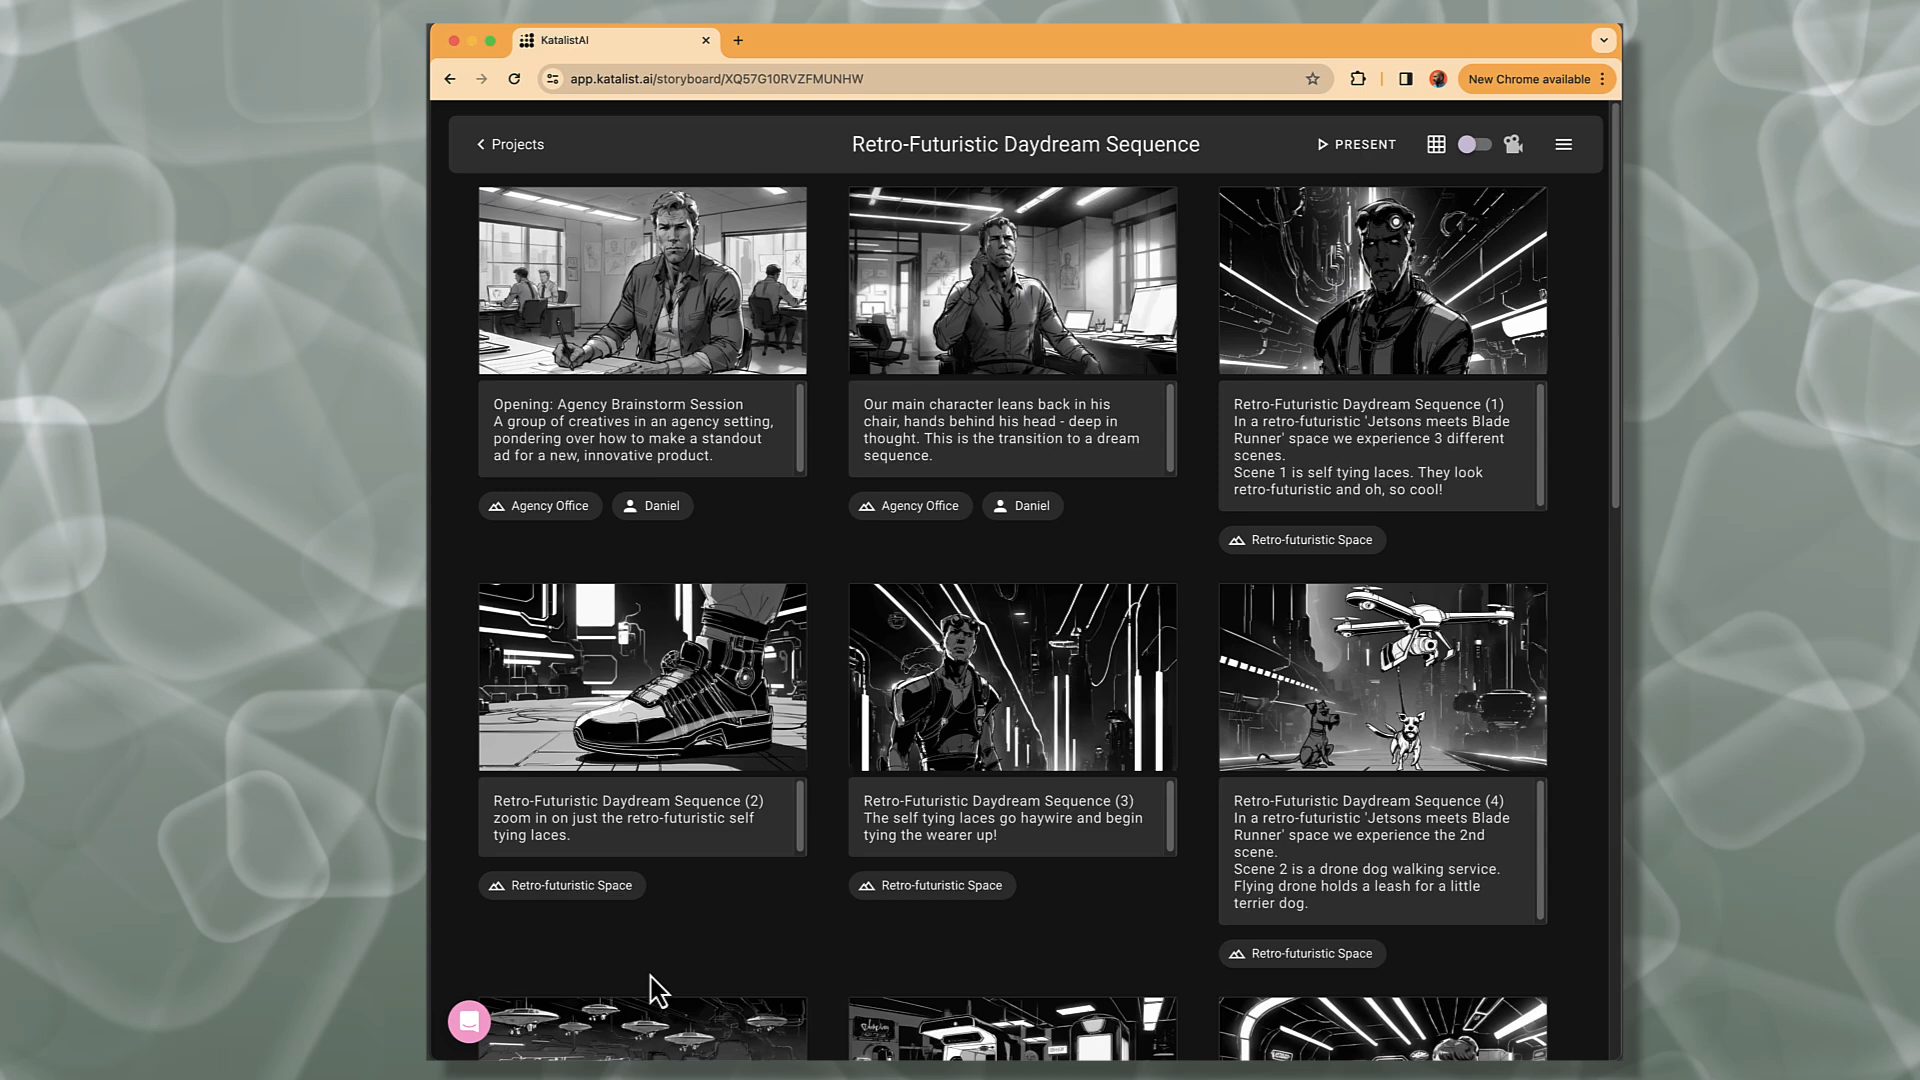 KatalistAI
app.katalist.ai/storyboard/XQ57G10RVZFMUNHW
New Chrome available
Projects
Retro-Futuristic Daydream Sequence
PRESENT
Opening: Agency Brainstorm Session
A group of creatives in an agency setting,
pondering over how to make a standout
ad for a new, innovative product.
Agency Office
Daniel
Our main character leans back in his
chair, hands behind his head - deep in
thought. This is the transition to a dream
sequence.
Agency Office
Daniel
Retro-Futuristic Daydream Sequence (1)
In a retro-futuristic 'Jetsons meets Blade
Runner' space we experience 3 different
scenes.
Scene 1 is self tying laces. They look
retro-futuristic and oh, so cool!
Retro-futuristic Space
Retro-Futuristic Daydream Sequence (2)
zoom in on just the retro-futuristic self
tying laces.
Retro-futuristic Space
Retro-Futuristic Daydream Sequence (3)
The self tying laces go haywire and begin
tying the wearer up!
Retro-futuristic Space
Retro-Futuristic Daydream Sequence (4)
In a retro-futuristic 'Jetsons meets Blade
Runner' space we experience the 2nd
scene.
Scene 2 is a drone dog walking service.
Flying drone holds a leash for a little
terrier dog.
Retro-futuristic Space